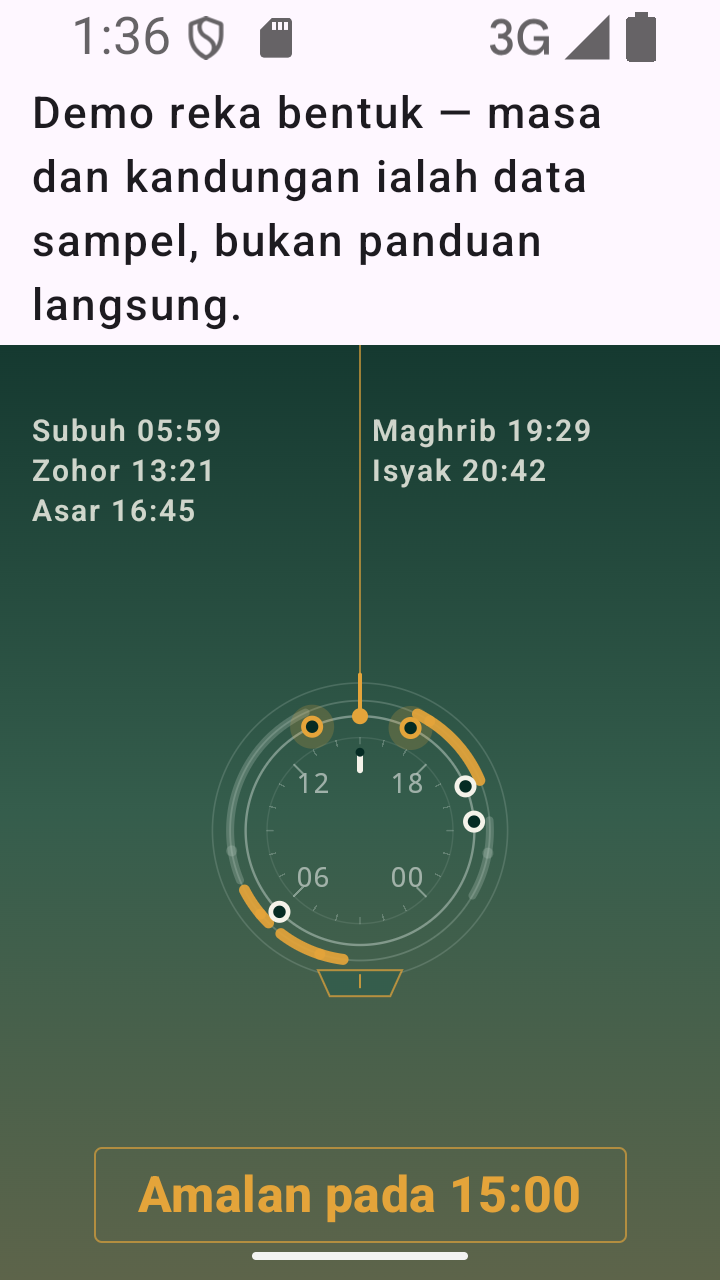 1:36
3G
Demo reka bentuk — masa
dan kandungan ialah data
sampel, bukan panduan
langsung.
Subuh 05:59
Zohor 13:21
Asar 16:45
Maghrib 19:29
Isyak 20:42
12
18
06
00
Amalan pada 15:00